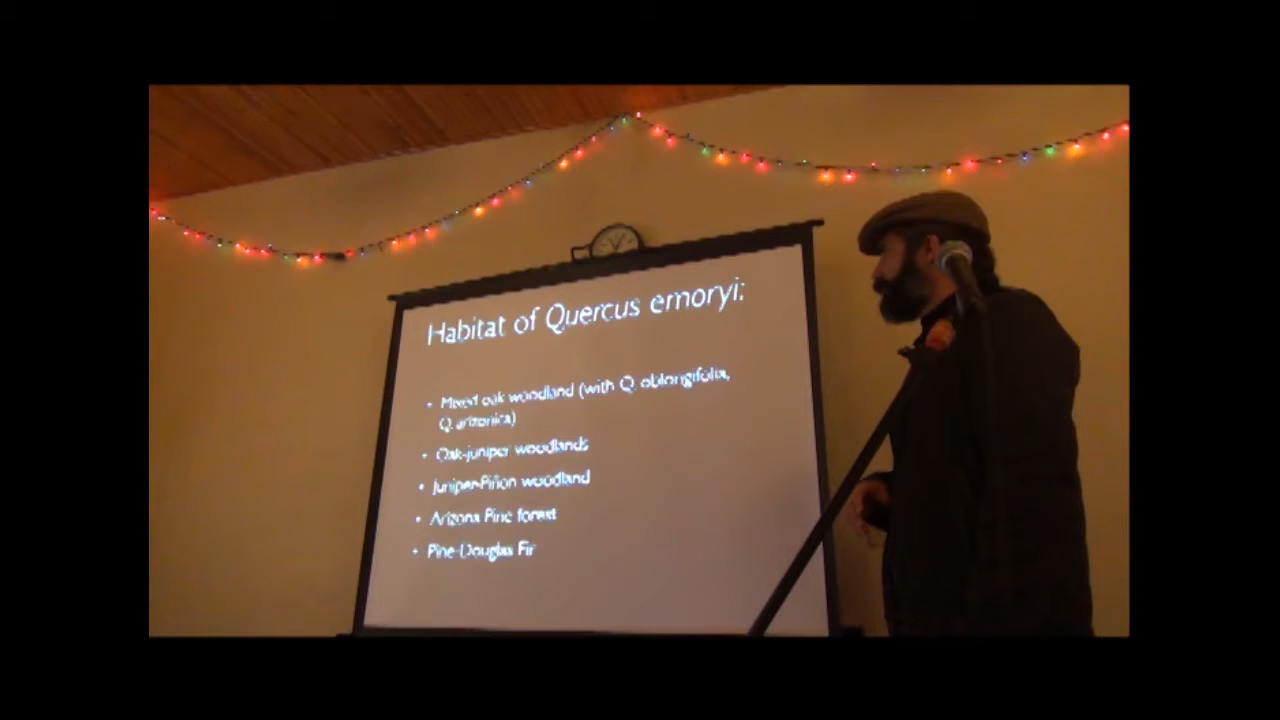 Habitat of Quercus emoryi:
• Mixed oak woodland (with Q. oblongifolia,
Q. arizonica)
• Oak-juniper woodlands
• Juniper-Piñon woodland
• Arizona Pine forest
• Pine-Douglas Fir